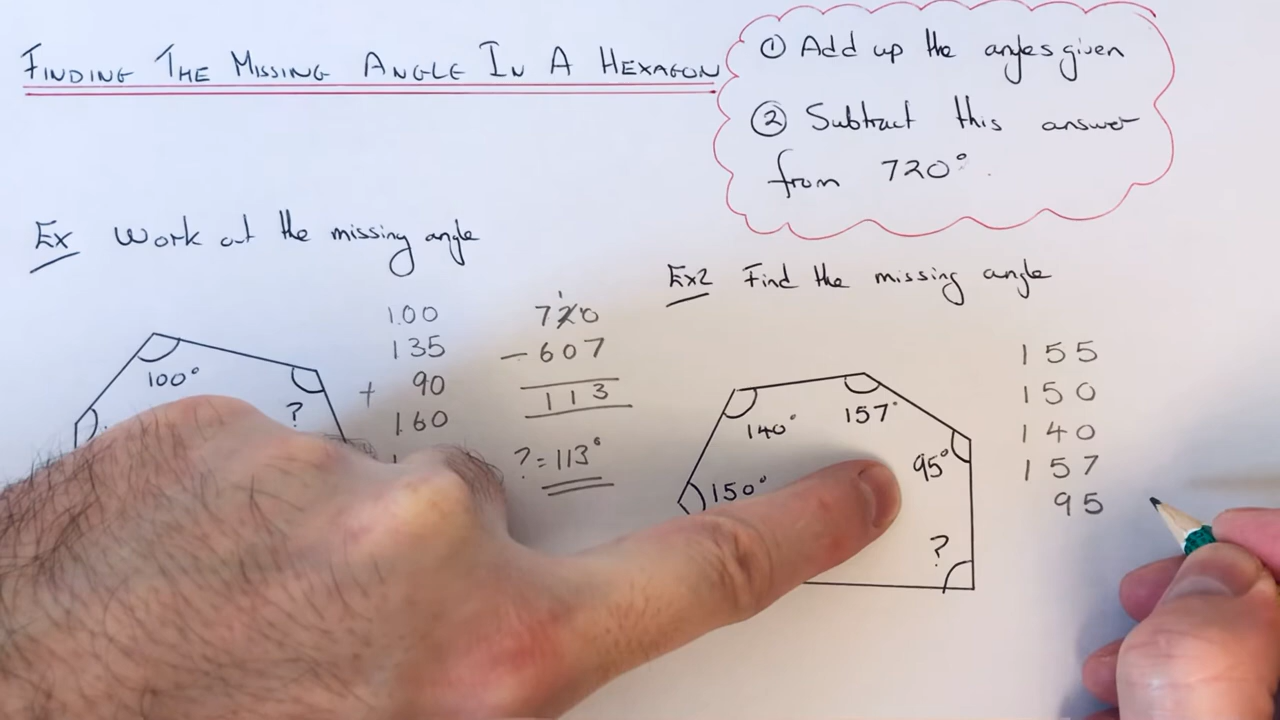 FINDING THE MISSING ANGLE IN A HEXAGON
① Add up the angles given
② Subtract this answer
from 720°.
Ex Work out the missing angle
100°
?
100
135
+ 90
160
1
720
- 607
113
? = 113°
Ex2 Find the missing angle
140°
157°
95°
150°
?
155
150
140
157
95